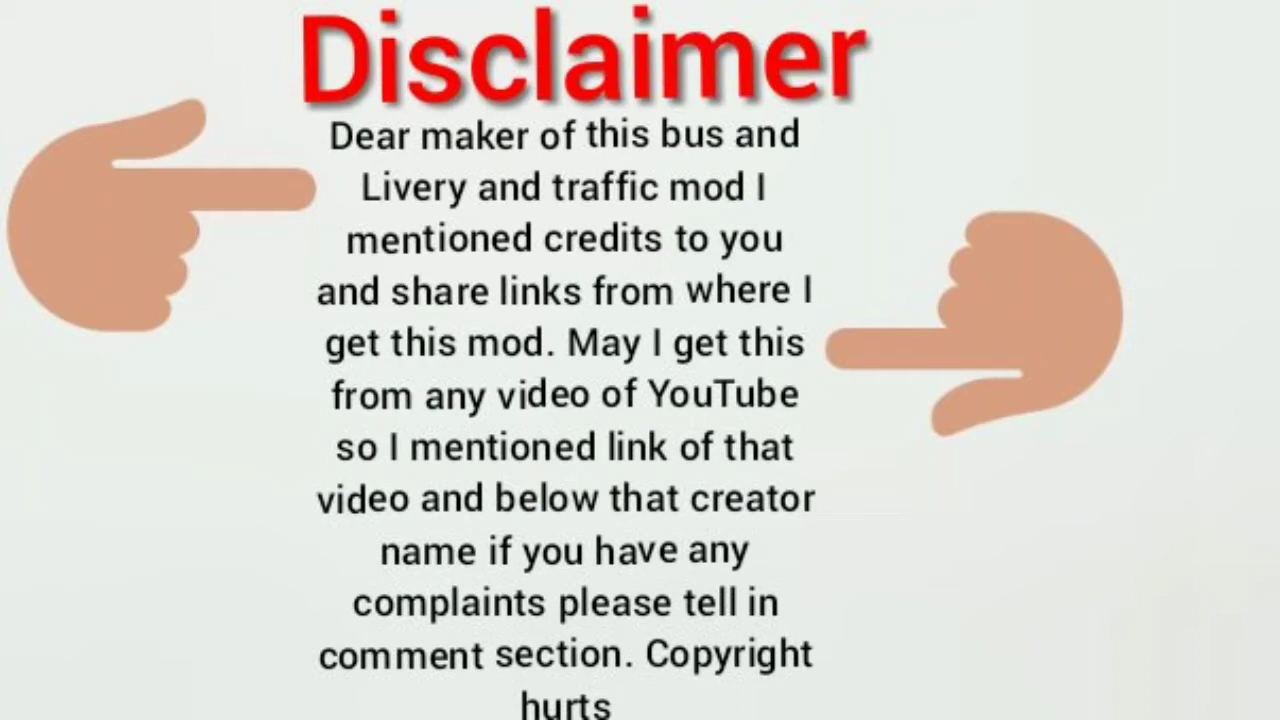 Disclaimer
Dear maker of this bus and
Livery and traffic mod I
mentioned credits to you
and share links from where I
get this mod. May I get this
from any video of YouTube
so I mentioned link of that
video and below that creator
name if you have any
complaints please tell in
comment section. Copyright
hurts